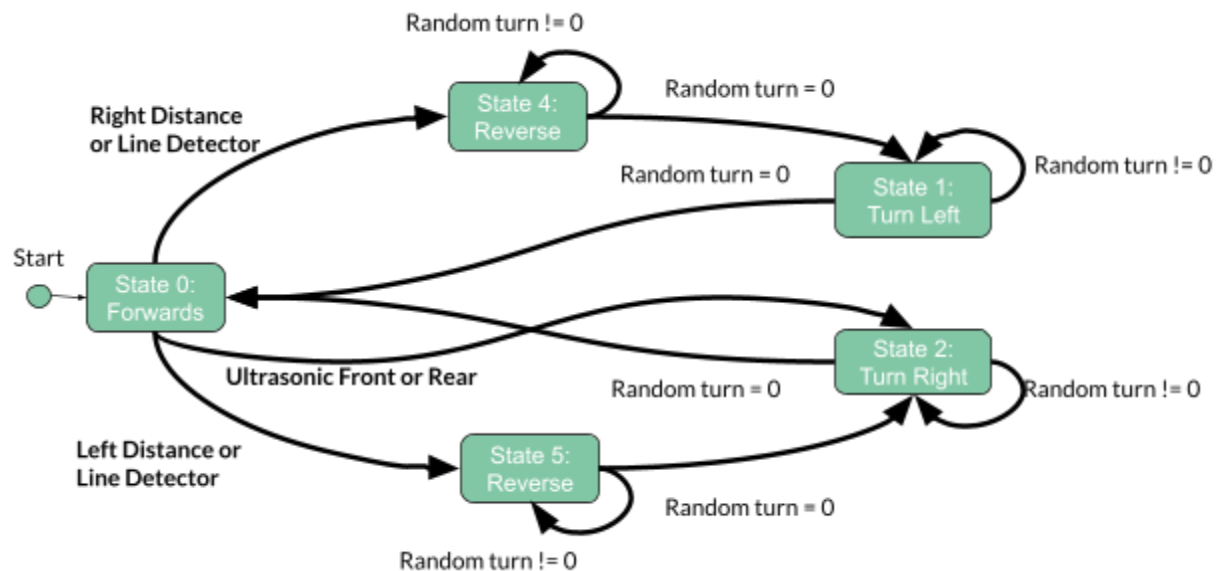 Random turn != 0
State 4:
Reverse
Random turn = 0
Right Distance
or Line Detector
Random turn = 0
State 1:
Turn Left
Random turn != 0
Start
State 0:
Forwards
Ultrasonic Front or Rear
State 2:
Turn Right
Random turn = 0
Random turn != 0
Left Distance or
Line Detector
State 5:
Reverse
Random turn = 0
Random turn != 0